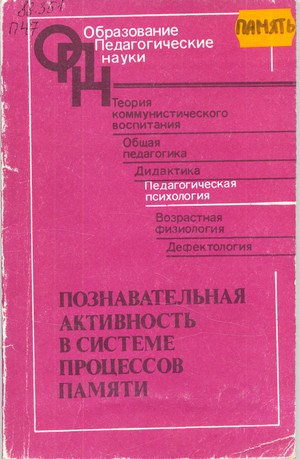 88.351
П47
ПАМЯТЬ
ОПН
Образование
Педагогические
науки
Теория
коммунистического
воспитания
Общая
педагогика
Дидактика
Педагогическая
психология
Возрастная
физиология
Дефектология
ПОЗНАВАТЕЛЬНАЯ
АКТИВНОСТЬ
В СИСТЕМЕ
ПРОЦЕССОВ
ПАМЯТИ